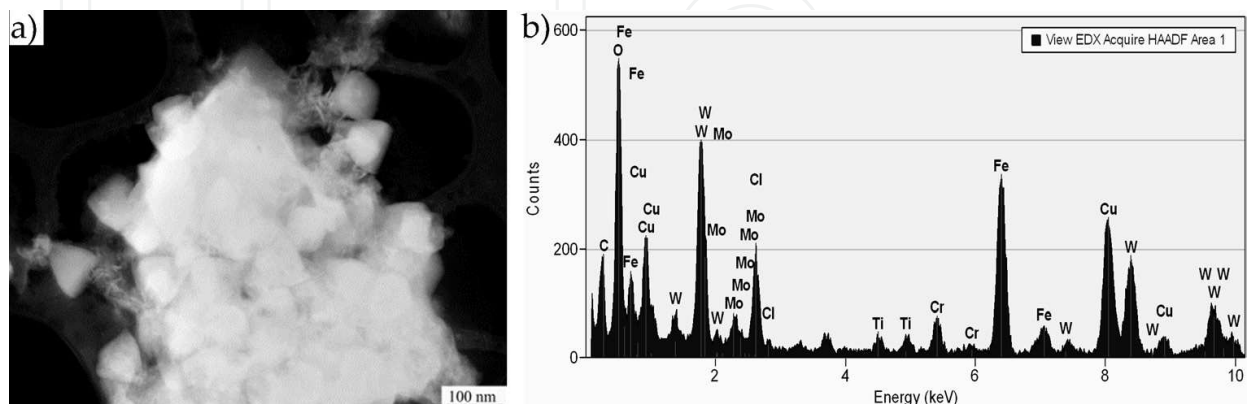 a)
100 nm
b)
600
400
200
0
Counts
View EDX Acquire HAADF Area 1
Fe
O
Fe
W
W
Mo
Cu
Cl
Cu
Mo
Fe
Cu
Mo
Mo
Cu
C
Mo
W
W
W
Fe
Mo
W
Mo
W
Cl
Ti
Ti
Cr
Cr
Fe
W
W
Cu
W
2
4
6
8
10
Energy (keV)